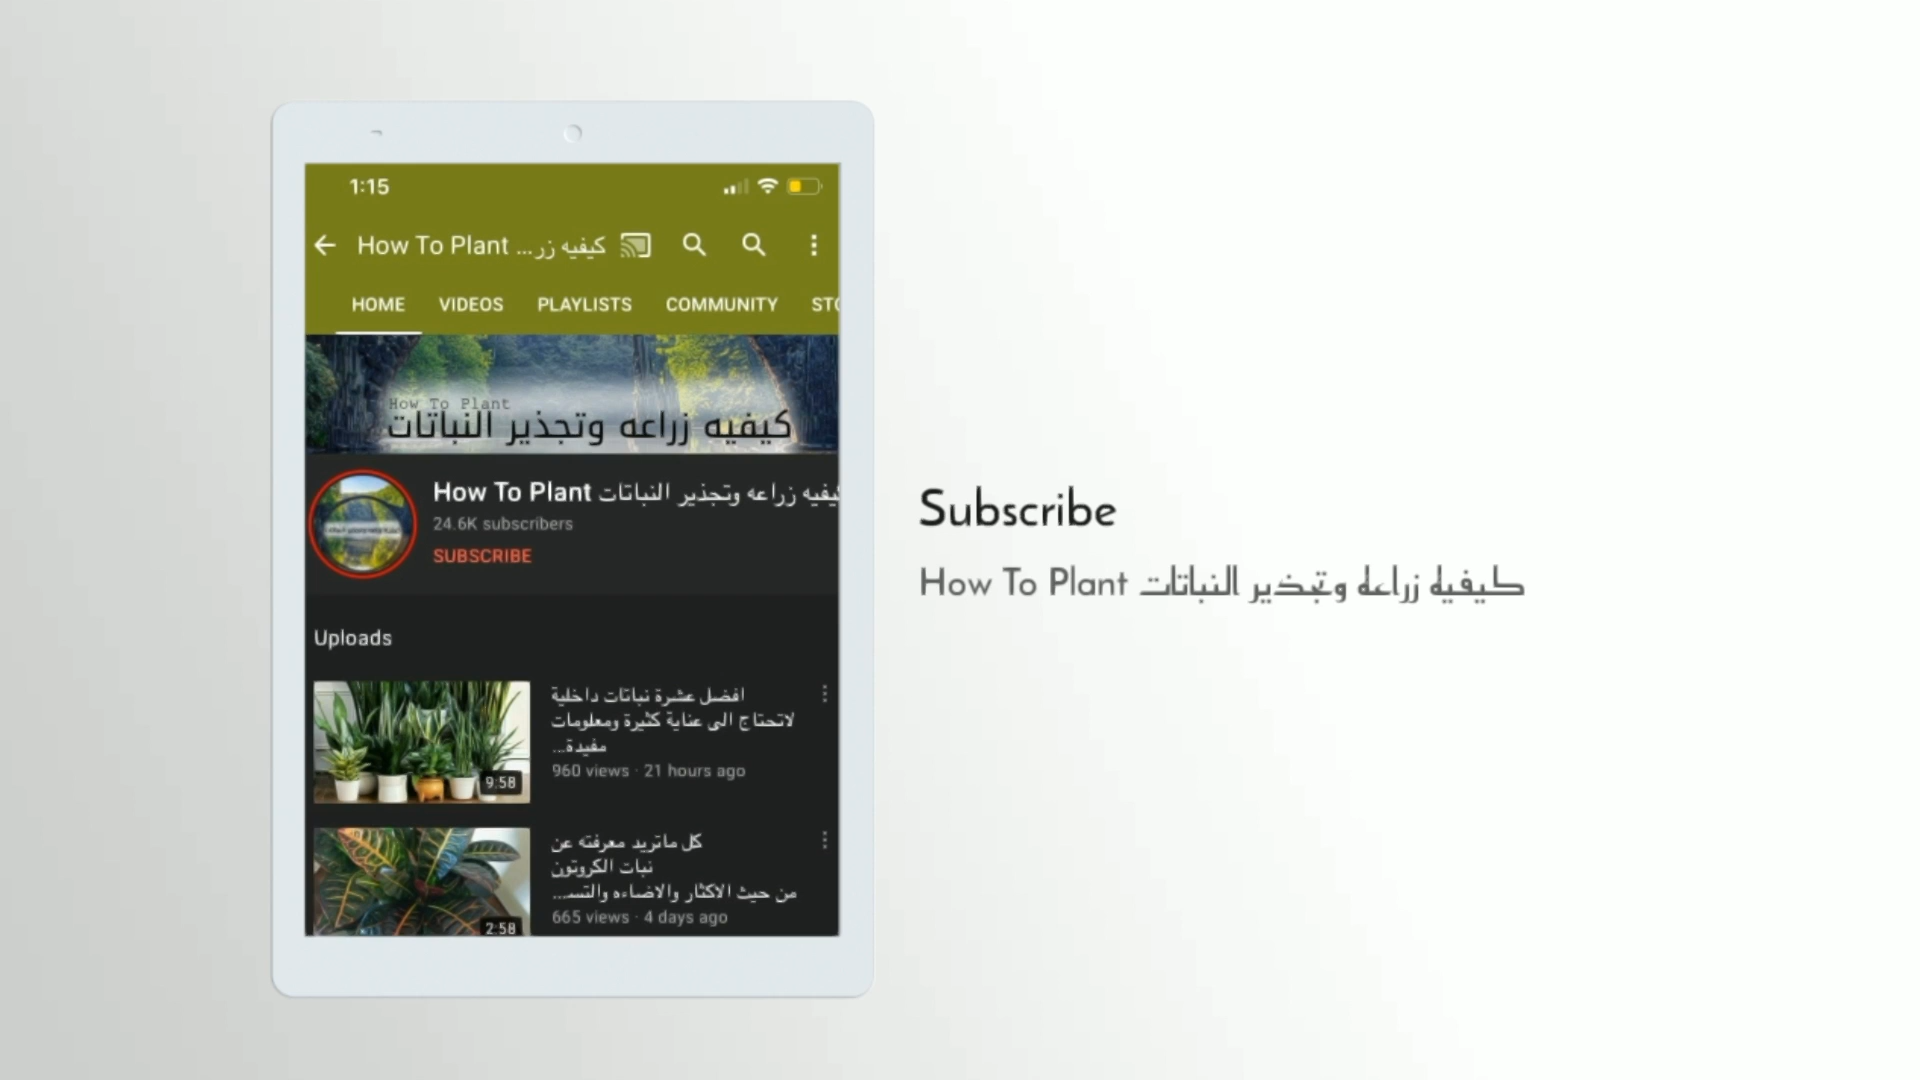 1:15
How To Plant كيفيه زر...
HOME VIDEOS PLAYLISTS COMMUNITY STO
How To Plant
كيفيه زراعه وتجذير النباتات
How To Plant كيفيه زراعه وتجذير النباتات
24.6K subscribers
SUBSCRIBE
Uploads
افضل عشرة نباتات داخلية
لاتحتاج الى عناية كثيرة ومعلومات
مفيدة...
960 views · 21 hours ago
9:58
كل ماتريد معرفته عن
نبات الكروتون
من حيث الاكثار والاضاءه والتسـ...
665 views · 4 days ago
2:58
Subscribe
How To Plant كيفيه زراعه وتجذير النباتات